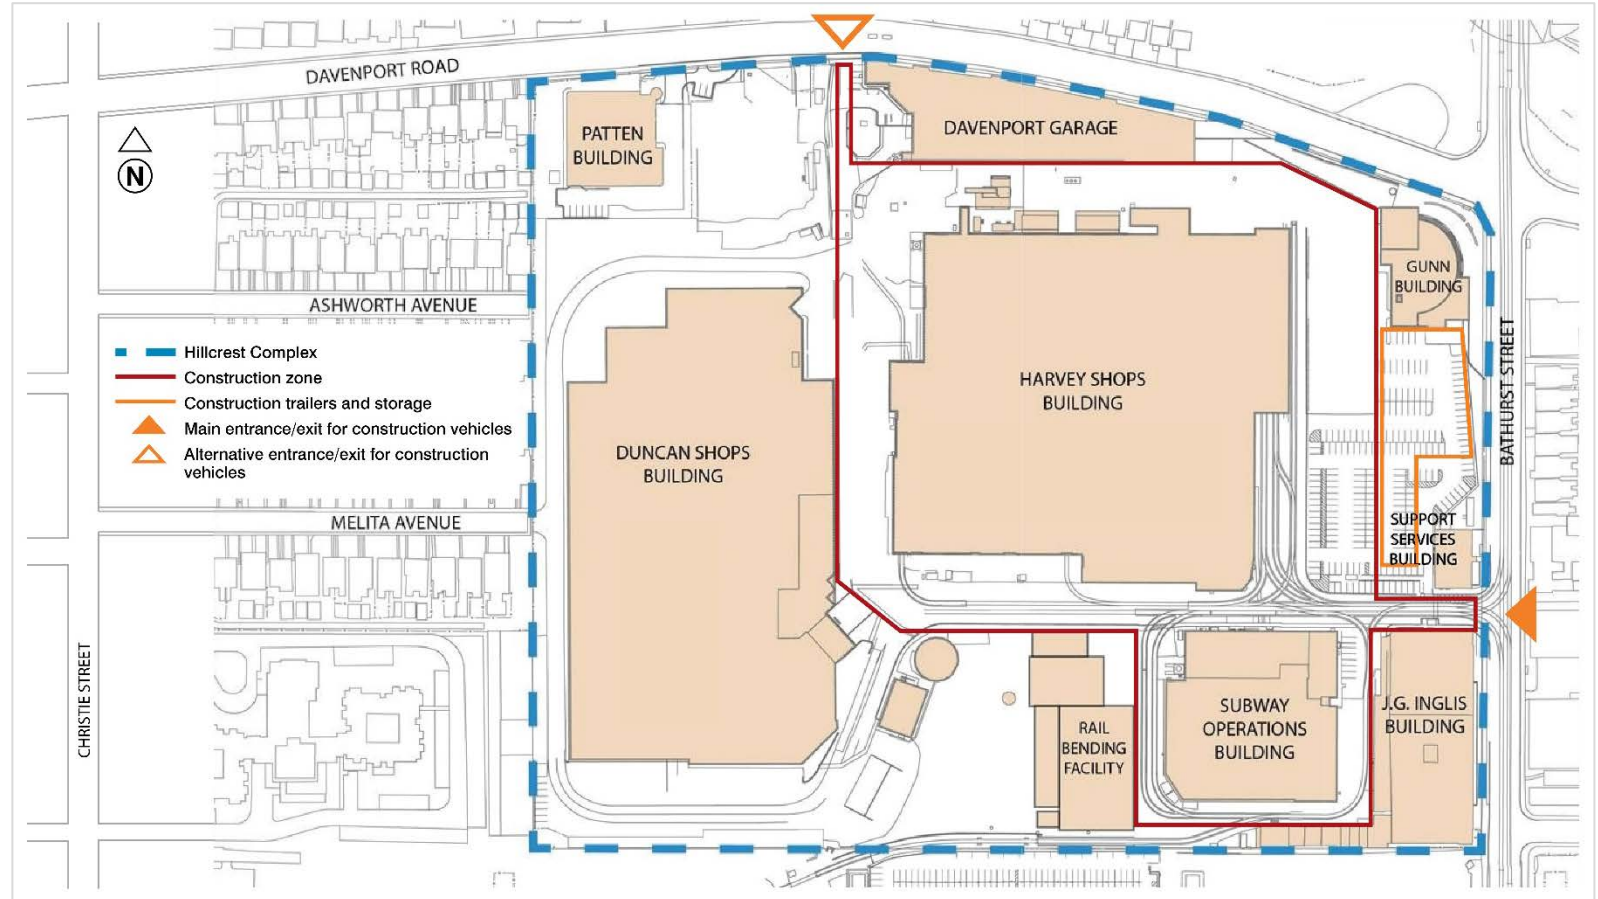 DAVENPORT ROAD
N
PATTEN
BUILDING
DAVENPORT GARAGE
GUNN
BUILDING
ASHWORTH AVENUE
Hillcrest Complex
Construction zone
Construction trailers and storage
Main entrance/exit for construction vehicles
Alternative entrance/exit for construction
vehicles
HARVEY SHOPS
BUILDING
BATHURST STREET
DUNCAN SHOPS
BUILDING
MELITA AVENUE
SUPPORT
SERVICES
BUILDING
CHRISTIE STREET
RAIL
BENDING
FACILITY
SUBWAY
OPERATIONS
BUILDING
J.G. INGLIS
BUILDING